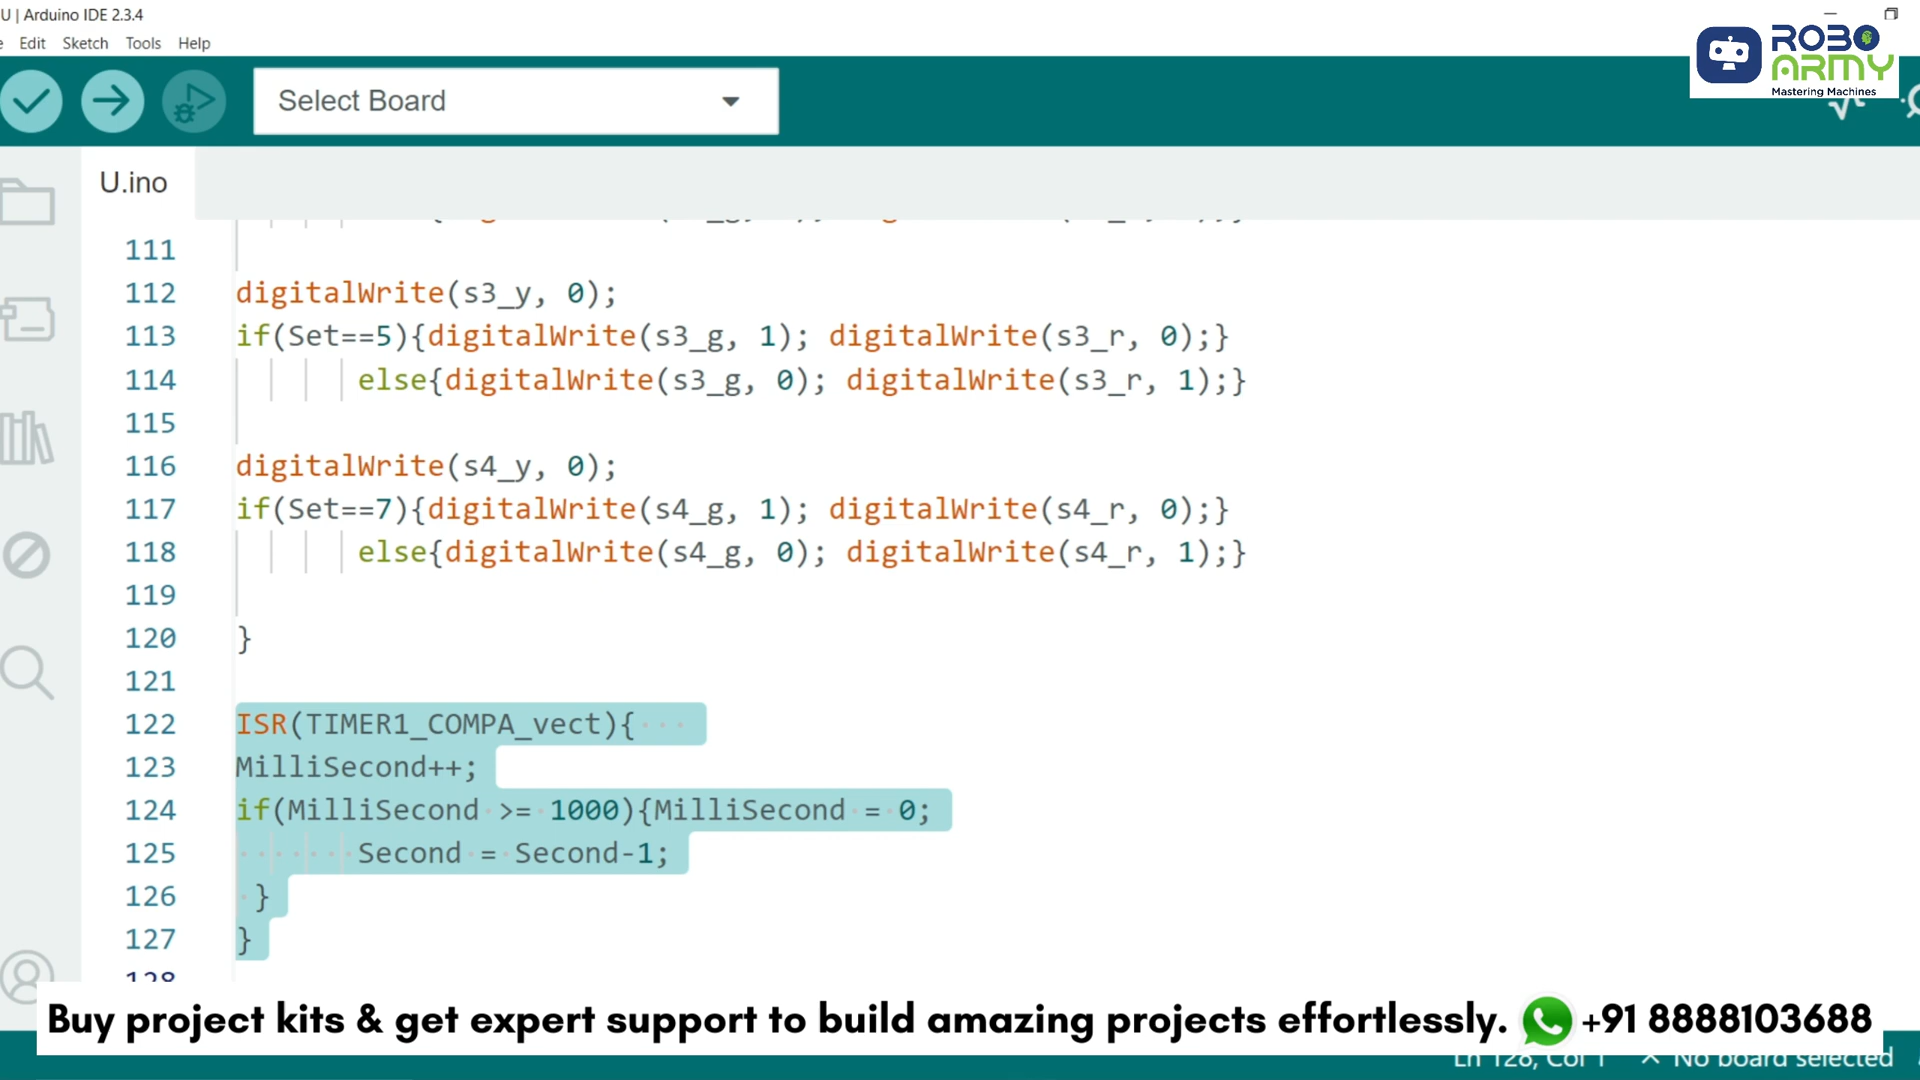 U | Arduino IDE 2.3.4
Edit Sketch Tools Help
ROBO
ARMY
Mastering Machines
Select Board
U.ino
111
112 digitalWrite(s3_y, 0);
113 if(Set==5){digitalWrite(s3_g, 1); digitalWrite(s3_r, 0);}
114 else{digitalWrite(s3_g, 0); digitalWrite(s3_r, 1);}
115
116 digitalWrite(s4_y, 0);
117 if(Set==7){digitalWrite(s4_g, 1); digitalWrite(s4_r, 0);}
118 else{digitalWrite(s4_g, 0); digitalWrite(s4_r, 1);}
119
120 }
121
122 ISR(TIMER1_COMPA_vect){
123 MilliSecond++;
124 if(MilliSecond >= 1000){MilliSecond = 0;
125 Second = Second-1;
126 }
127 }
128
Buy project kits & get expert support to build amazing projects effortlessly. +91 8888103688
Ln 128, Col 1 No board selected